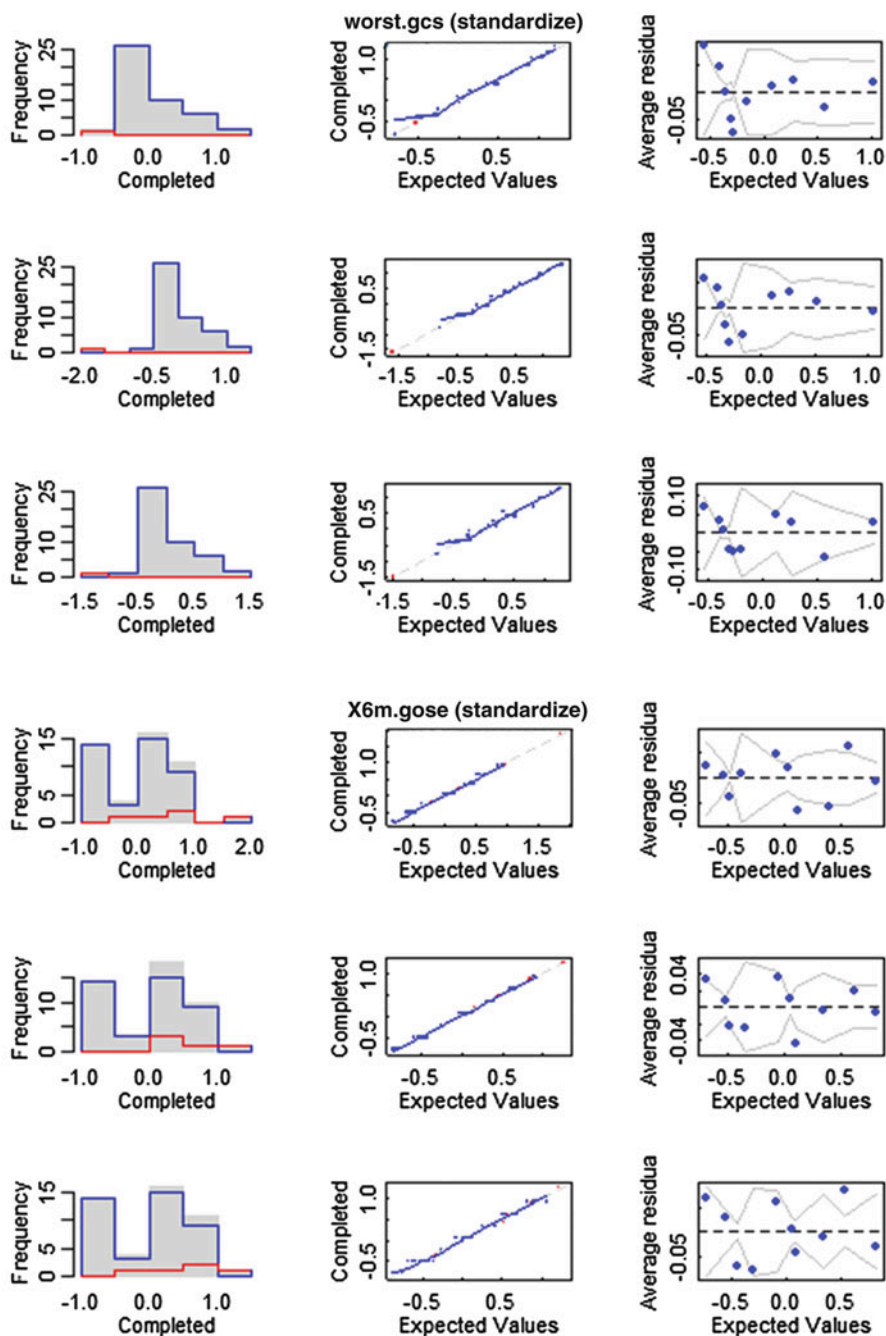 worst.gcs (standardize)
Frequency
25
10
0
-1.0 0.0 1.0
Completed
Completed
1.0
-0.5
-0.5 0.5
Expected Values
Average residua
-0.05
-0.5 0.0 0.5 1.0
Expected Values
Frequency
25
10
0
-2.0 -0.5 1.0
Completed
Completed
0.5
-1.5
-1.5 -0.5 0.5
Expected Values
Average residua
-0.05
-0.5 0.0 0.5 1.0
Expected Values
Frequency
25
10
0
-1.5 -0.5 0.5 1.5
Completed
Completed
0.5
-1.5
-1.5 -0.5 0.5
Expected Values
Average residua
0.10
-0.10
-0.5 0.0 0.5 1.0
Expected Values
X6m.gose (standardize)
Frequency
15
5
0
-1.0 0.0 1.0 2.0
Completed
Completed
1.0
-0.5
-0.5 0.5 1.5
Expected Values
Average residua
-0.05
-0.5 0.0 0.5
Expected Values
Frequency
10
0
-1.0 0.0 1.0
Completed
Completed
1.0
-0.5
-0.5 0.5
Expected Values
Average residua
0.04
-0.04
-0.5 0.0 0.5
Expected Values
Frequency
15
5
0
-1.0 0.0 1.0
Completed
Completed
1.0
-0.5
-0.5 0.5
Expected Values
Average residua
-0.05
-0.5 0.0 0.5
Expected Values